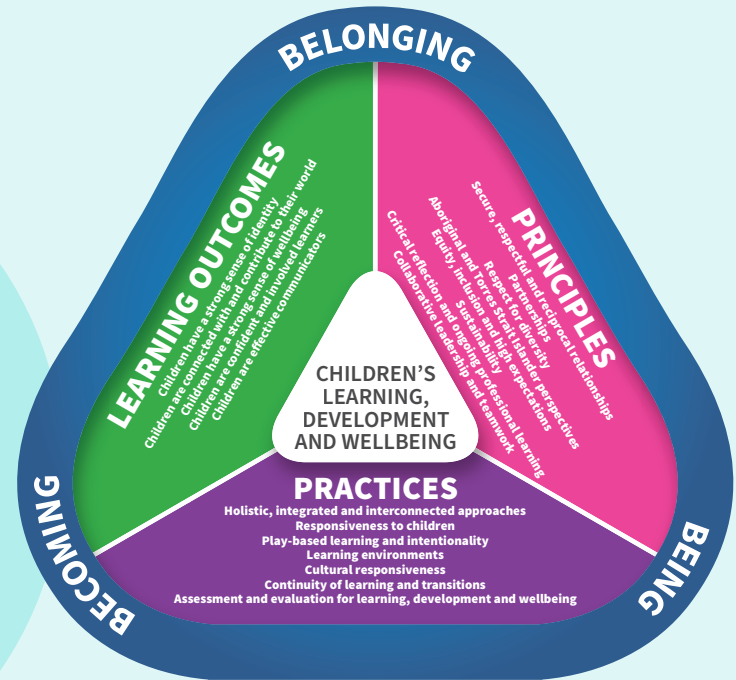 BELONGING
LEARNING OUTCOMES
Children have a strong sense of identity
Children are connected with and contribute to their world
Children have a strong sense of wellbeing
Children are confident and involved learners
Children are effective communicators
PRINCIPLES
Secure, respectful and reciprocal relationships
Partnerships
Respect for diversity
Aboriginal and Torres Strait Islander perspectives
Equity, inclusion and high expectations
Sustainability
Critical reflection and ongoing professional learning
Collaborative leadership and teamwork
CHILDREN’S
LEARNING,
DEVELOPMENT
AND WELLBEING
PRACTICES
Holistic, integrated and interconnected approaches
Responsiveness to children
Play-based learning and intentionality
Learning environments
Cultural responsiveness
Continuity of learning and transitions
Assessment and evaluation for learning, development and wellbeing
BECOMING
BEING